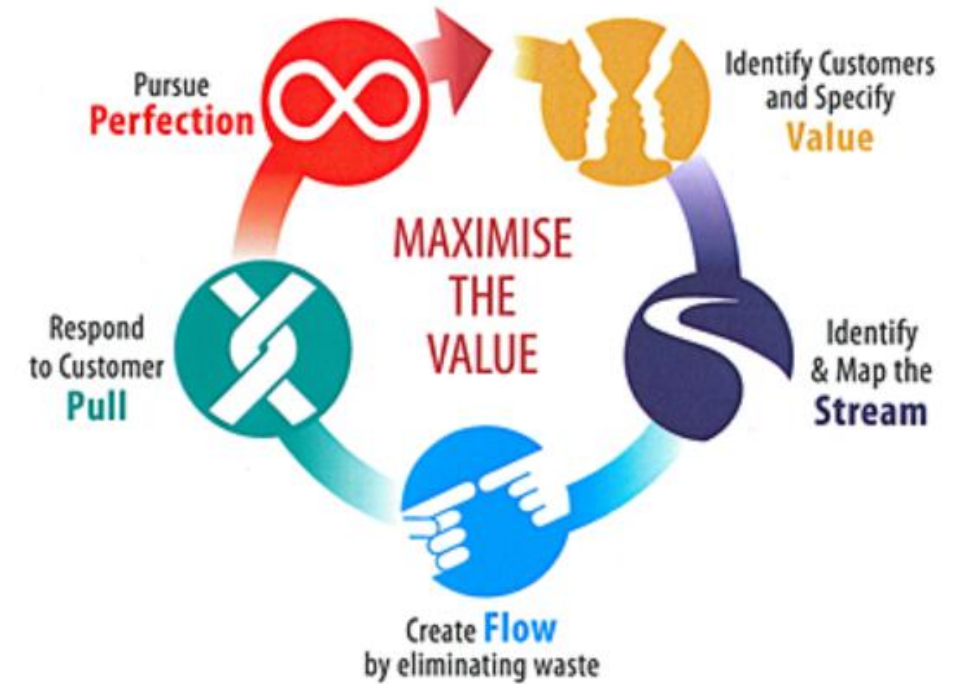 Pursue
Perfection
Identify Customers
and Specify
Value
MAXIMISE
THE
VALUE
Identify
& Map the
Stream
Create Flow
by eliminating waste
Respond
to Customer
Pull